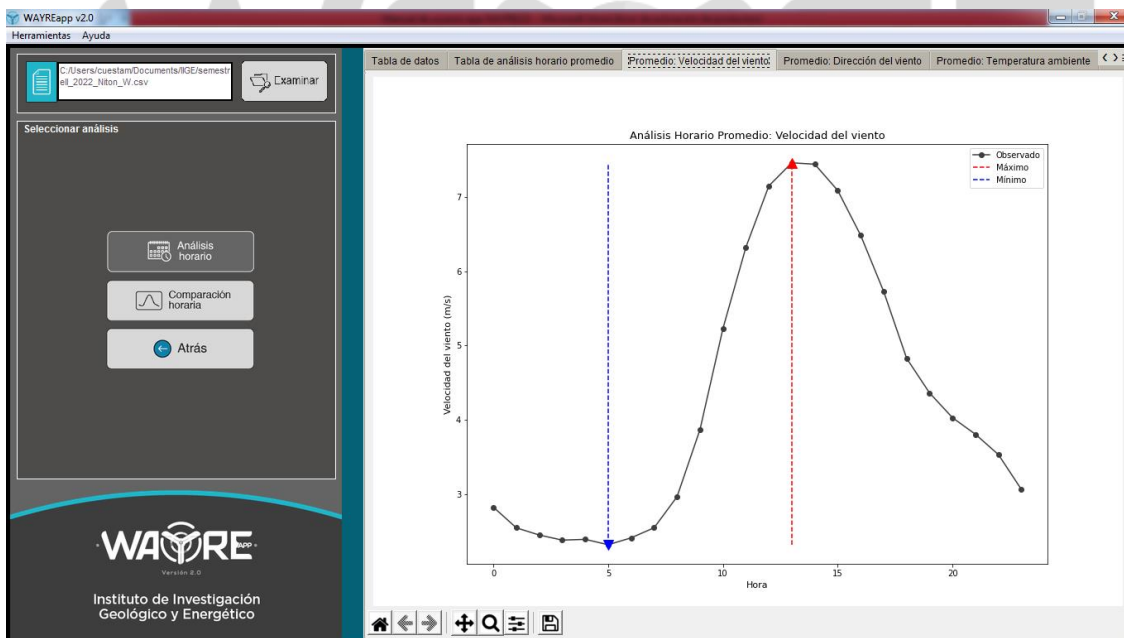 WAYREapp v2.0
Herramientas Ayuda
C:/Users/cuestam/Documents/IIGE/semestr
eII_2022_Niton_W.csv
Examinar
Seleccionar análisis
Análisis
horario
Comparación
horaria
Atrás
WAYRE APP
Versión 2.0
Instituto de Investigación
Geológico y Energético
Tabla de datos Tabla de análisis horario promedio Promedio: Velocidad del viento Promedio: Dirección del viento Promedio: Temperatura ambiente
Análisis Horario Promedio: Velocidad del viento
Observado
Máximo
Mínimo
Velocidad del viento (m/s)
7
6
5
4
3
0 5 10 15 20
Hora